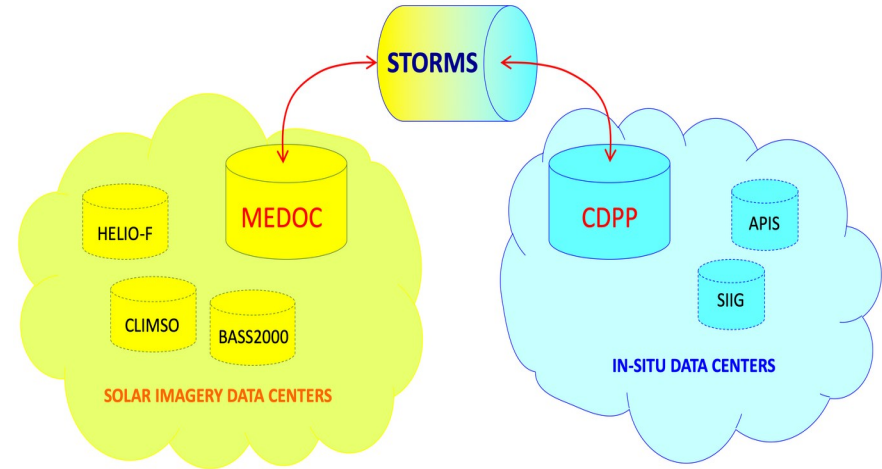 STORMS
MEDOC
HELIO-F
CLIMSO
BASS2000
SOLAR IMAGERY DATA CENTERS
CDPP
APIS
SIIG
IN-SITU DATA CENTERS